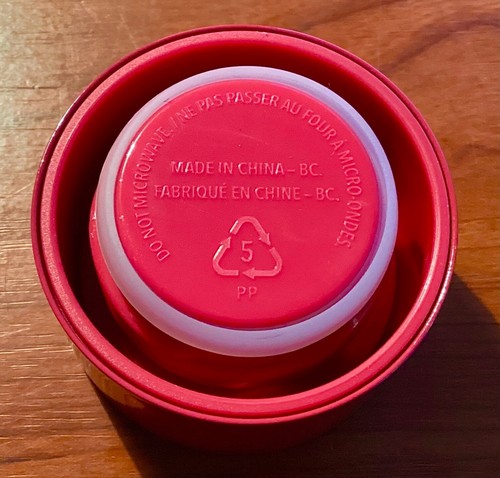 DO NOT MICROWAVE. / NE PAS PASSER AU FOUR À MICRO-ONDES.
MADE IN CHINA – BC.
FABRIQUÉ EN CHINE – BC.
5
PP